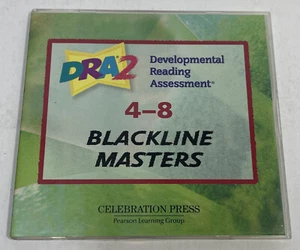 DRA2
Developmental
Reading
Assessment®
4–8
BLACKLINE
MASTERS
CELEBRATION PRESS
Pearson Learning Group